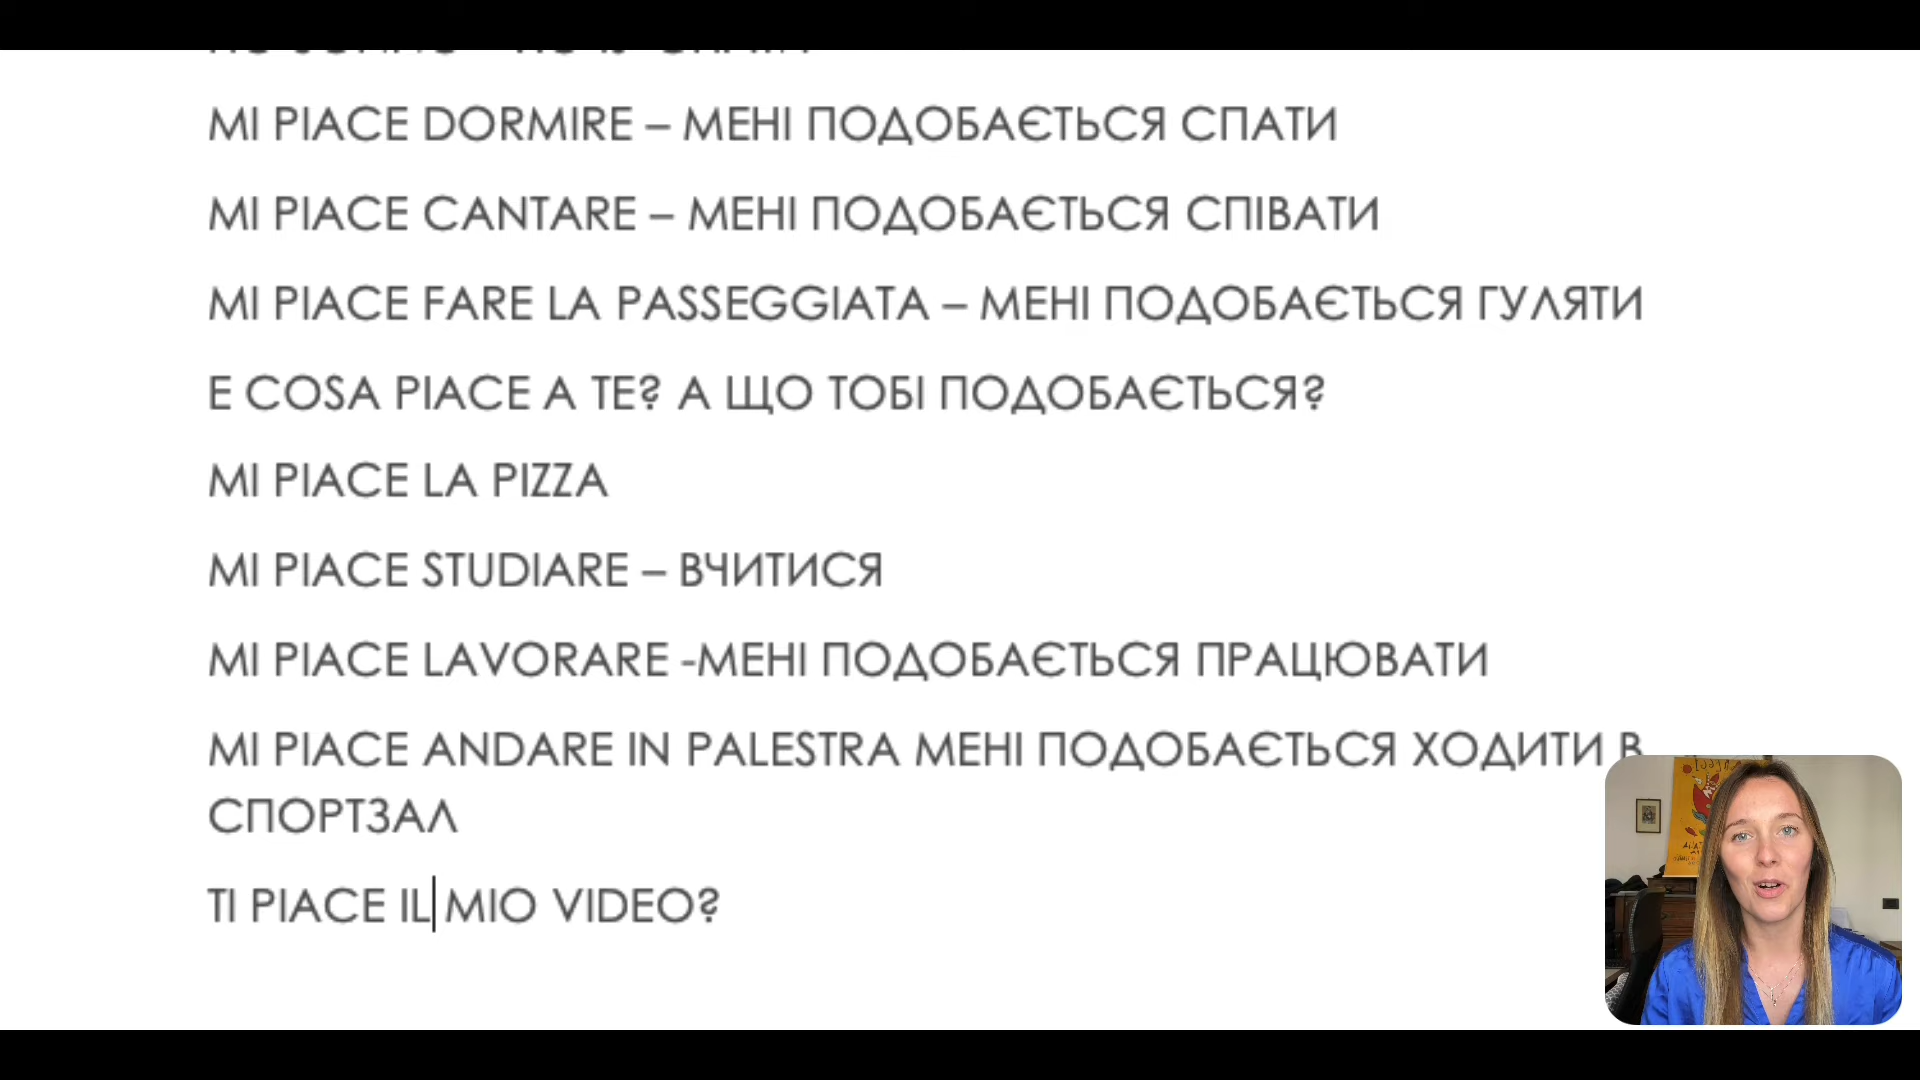 MI PIACE DORMIRE – МЕНІ ПОДОБАЄТЬСЯ СПАТИ
MI PIACE CANTARE – МЕНІ ПОДОБАЄТЬСЯ СПІВАТИ
MI PIACE FARE LA PASSEGGIATA – МЕНІ ПОДОБАЄТЬСЯ ГУЛЯТИ
E COSA PIACE A TE? А ЩО ТОБІ ПОДОБАЄТЬСЯ?
MI PIACE LA PIZZA
MI PIACE STUDIARE – ВЧИТИСЯ
MI PIACE LAVORARE -МЕНІ ПОДОБАЄТЬСЯ ПРАЦЮВАТИ
MI PIACE ANDARE IN PALESTRA МЕНІ ПОДОБАЄТЬСЯ ХОДИТИ В
СПОРТЗАЛ
TI PIACE IL MIO VIDEO?